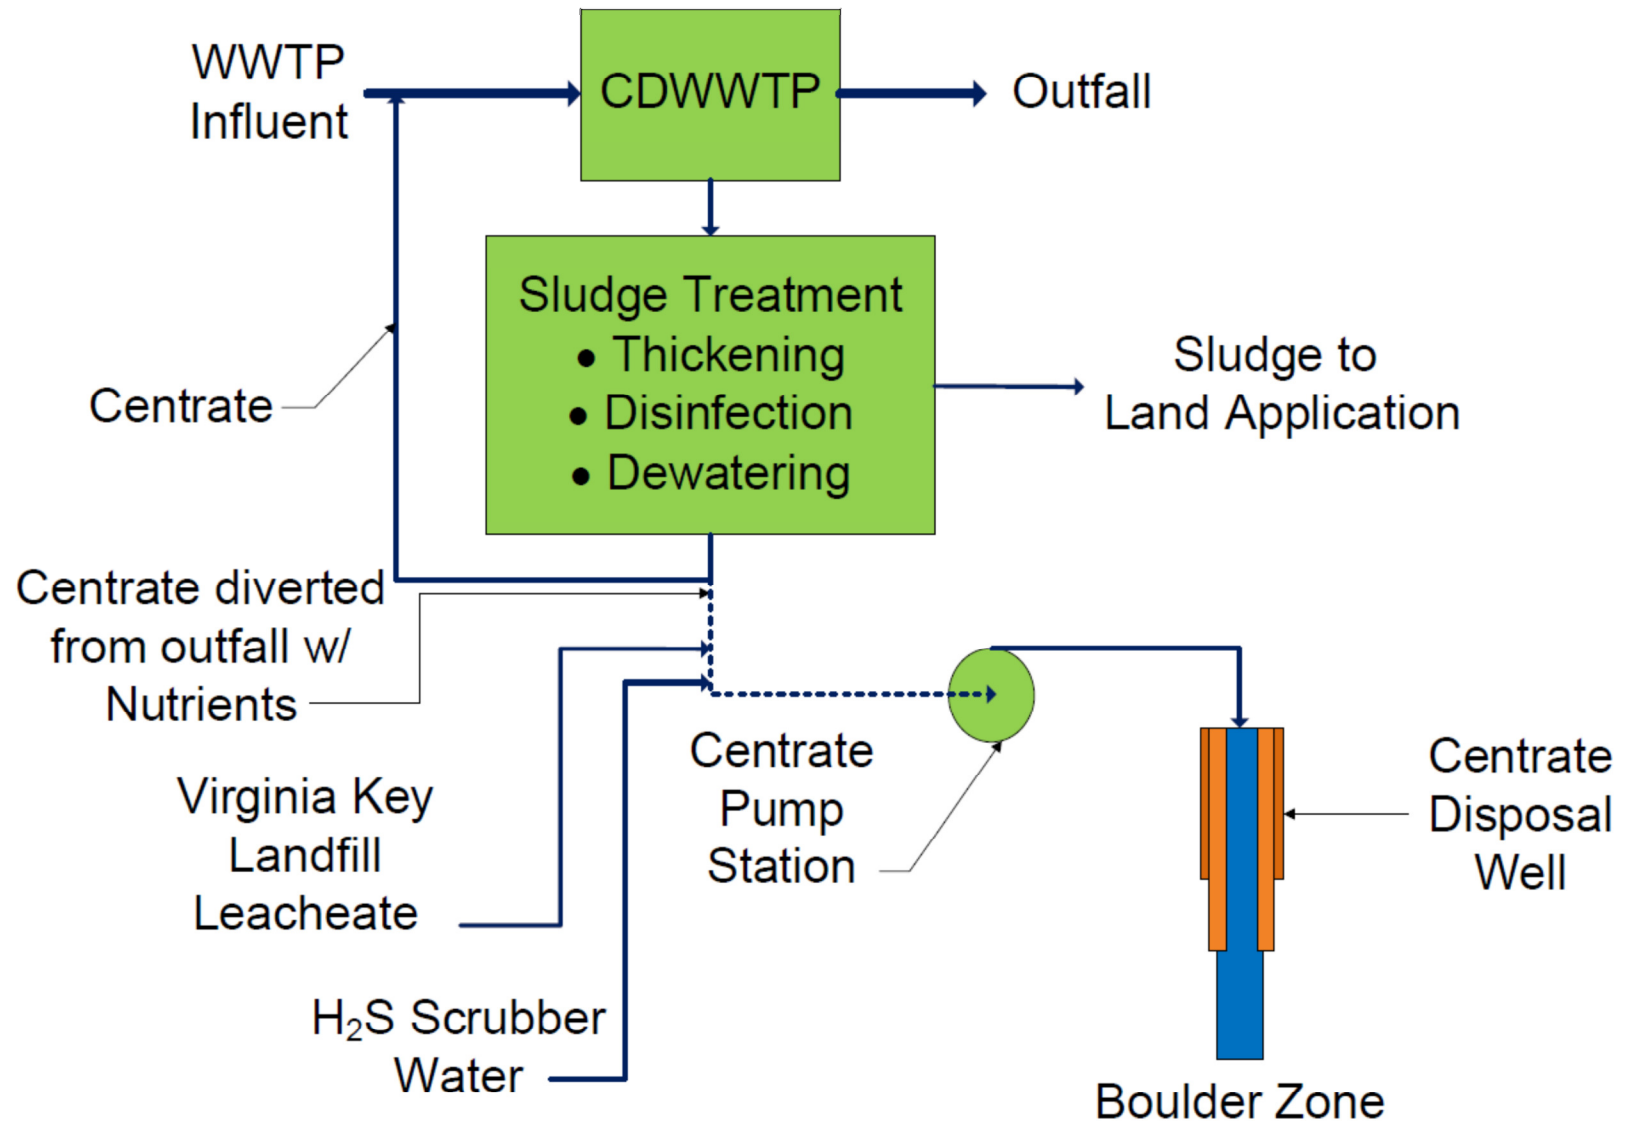 WWTP
Influent
CDWWTP
Outfall
Sludge Treatment
● Thickening
● Disinfection
● Dewatering
Sludge to
Land Application
Centrate
Centrate diverted
from outfall w/
Nutrients
Virginia Key
Landfill
Leacheate
H₂S Scrubber
Water
Centrate
Pump
Station
Centrate
Disposal
Well
Boulder Zone